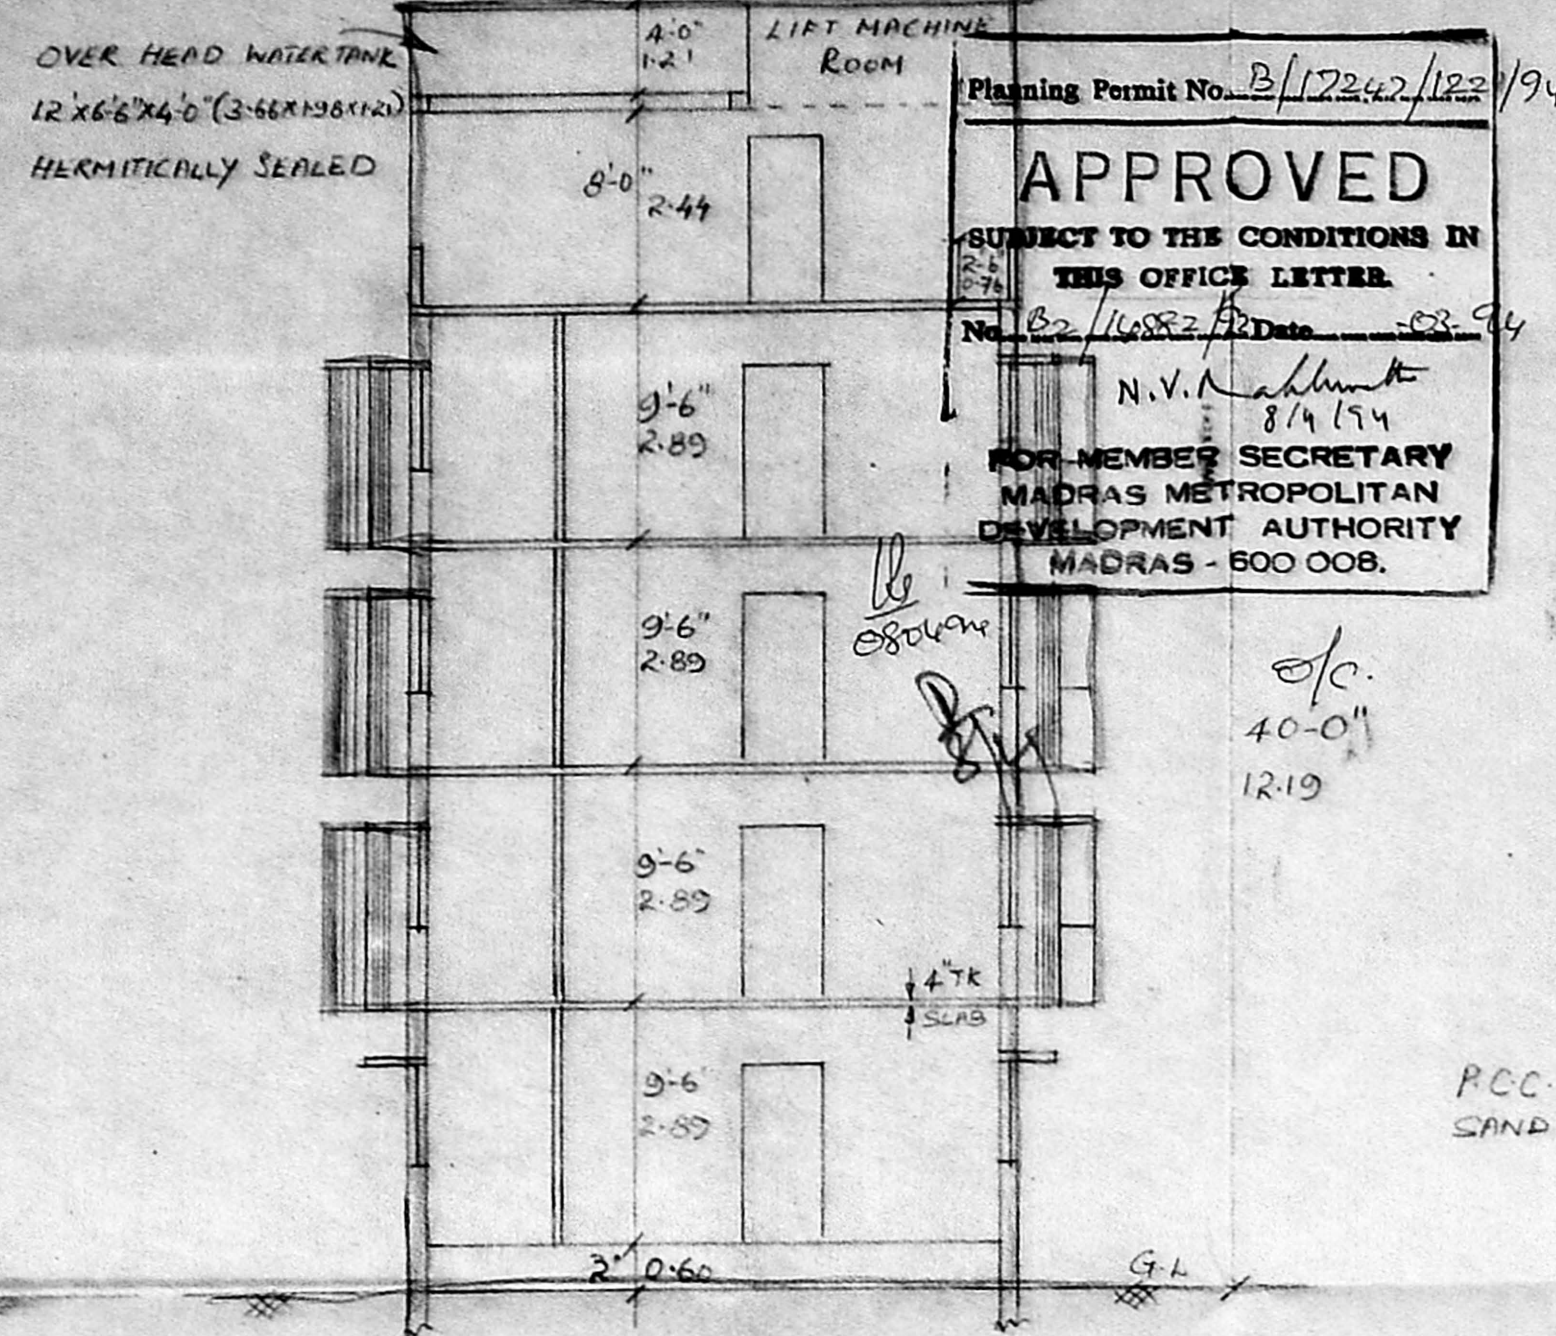 OVER HEAD WATER TANK
12'X6'6"X4'-0" (3.66X1.98X1.21)
HERMITICALLY SEALED
4'-0"
1.21
LIFT MACHINE
ROOM
8'-0"
2.44
2'-6
0.76
Planning Permit No. B/17242/122/94
APPROVED
SUBJECT TO THE CONDITIONS IN
THIS OFFICE LETTER.
No. B2/14882/93 Date -03-94
N.V.
8/4/94
FOR MEMBER SECRETARY
MADRAS METROPOLITAN
DEVELOPMENT AUTHORITY
MADRAS - 600 008.
9'-6"
2.89
9'-6"
2.89
o/c.
40-0"
12.19
9'-6"
2.89
4" TK
SLAB
9'-6
2.89
P.C.C.
SAND
2' 0.60
G.L